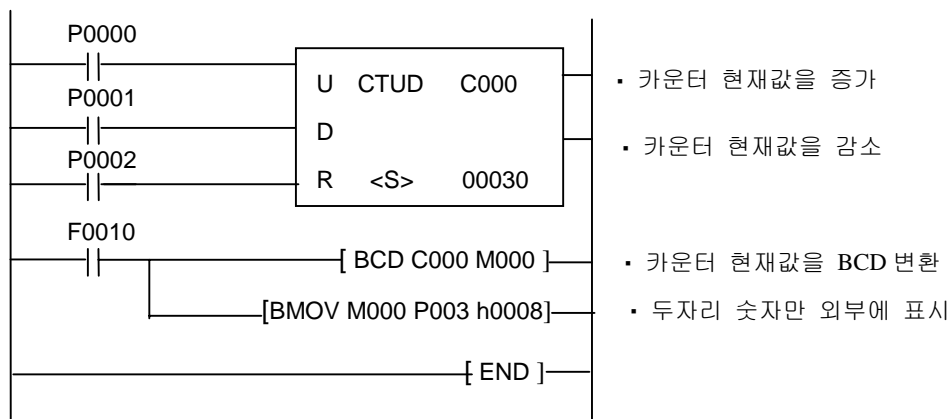 P0000
U CTUD C000
▪ 카운터 현재값을 증가
P0001
D
▪ 카운터 현재값을 감소
P0002
R <S> 00030
F0010
[ BCD C000 M000 ]
▪ 카운터 현재값을 BCD 변환
[BMOV M000 P003 h0008]
▪ 두자리 숫자만 외부에 표시
[ END ]